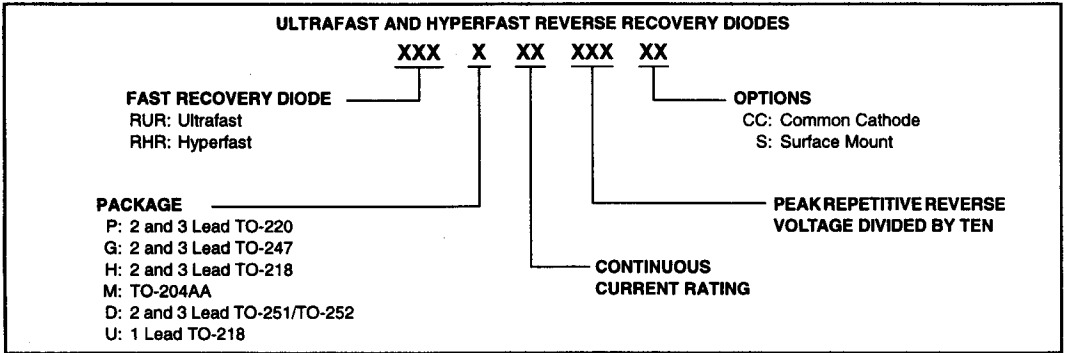 ULTRAFAST AND HYPERFAST REVERSE RECOVERY DIODES
XXX X XX XXX XX
FAST RECOVERY DIODE
RUR: Ultrafast
RHR: Hyperfast
OPTIONS
CC: Common Cathode
S: Surface Mount
PACKAGE
P: 2 and 3 Lead TO-220
G: 2 and 3 Lead TO-247
H: 2 and 3 Lead TO-218
M: TO-204AA
D: 2 and 3 Lead TO-251/TO-252
U: 1 Lead TO-218
PEAK REPETITIVE REVERSE
VOLTAGE DIVIDED BY TEN
CONTINUOUS
CURRENT RATING